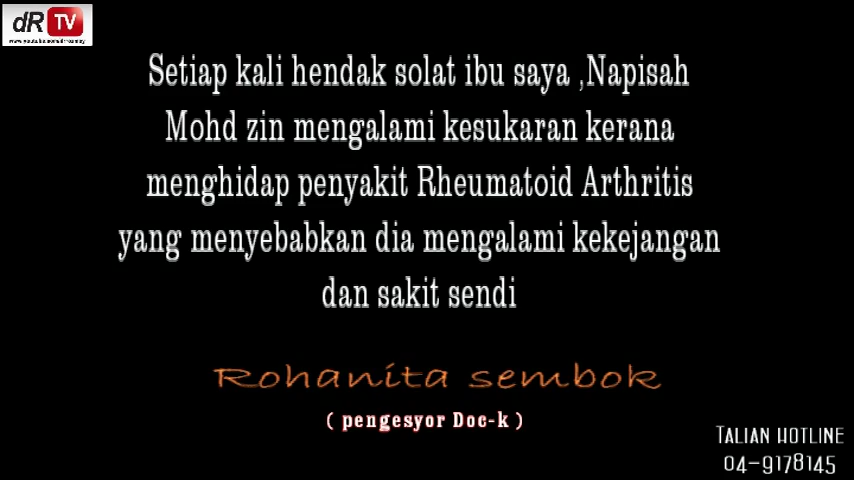 dR TV
Setiap kali hendak solat ibu saya ,Napisah
Mohd zin mengalami kesukaran kerana
menghidap penyakit Rheumatoid Arthritis
yang menyebabkan dia mengalami kekejangan
dan sakit sendi
Rohanita sembok
( pengesyor Doc-k )
TALIAN HOTLINE
04-9178145